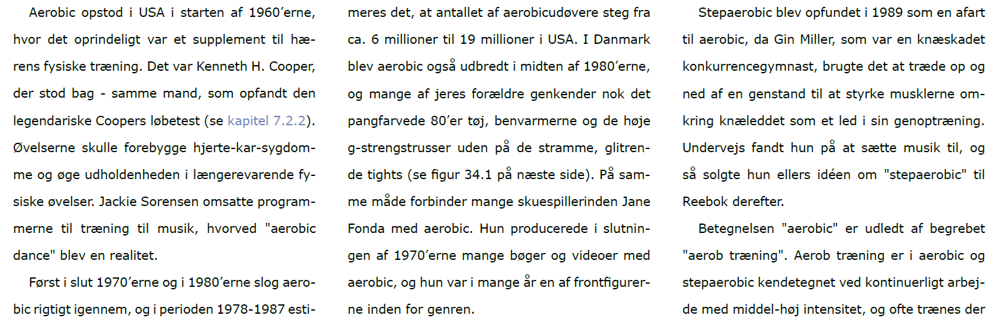 Aerobic opstod i USA i starten af 1960’erne,
hvor det oprindeligt var et supplement til hæ-
rens fysiske træning. Det var Kenneth H. Cooper,
der stod bag - samme mand, som opfandt den
legendariske Coopers løbetest (se kapitel 7.2.2).
Øvelserne skulle forebygge hjerte-kar-sygdom-
me og øge udholdenheden i længerevarende fy-
siske øvelser. Jackie Sorensen omsatte program-
merne til træning til musik, hvorved "aerobic
dance" blev en realitet.
Først i slut 1970’erne og i 1980’erne slog aero-
bic rigtigt igennem, og i perioden 1978-1987 esti-
meres det, at antallet af aerobicudøvere steg fra
ca. 6 millioner til 19 millioner i USA. I Danmark
blev aerobic også udbredt i midten af 1980’erne,
og mange af jeres forældre genkender nok det
pangfarvede 80’er tøj, benvarmerne og de høje
g-strengstrusser uden på de stramme, glitren-
de tights (se figur 34.1 på næste side). På sam-
me måde forbinder mange skuespillerinden Jane
Fonda med aerobic. Hun producerede i slutnin-
gen af 1970’erne mange bøger og videoer med
aerobic, og hun var i mange år en af frontfigurer-
ne inden for genren.
Stepaerobic blev opfundet i 1989 som en afart
til aerobic, da Gin Miller, som var en knæskadet
konkurrencegymnast, brugte det at træde op og
ned af en genstand til at styrke musklerne om-
kring knæleddet som et led i sin genoptræning.
Undervejs fandt hun på at sætte musik til, og
så solgte hun ellers idéen om "stepaerobic" til
Reebok derefter.
Betegnelsen "aerobic" er udledt af begrebet
"aerob træning". Aerob træning er i aerobic og
stepaerobic kendetegnet ved kontinuerligt arbej-
de med middel-høj intensitet, og ofte trænes der